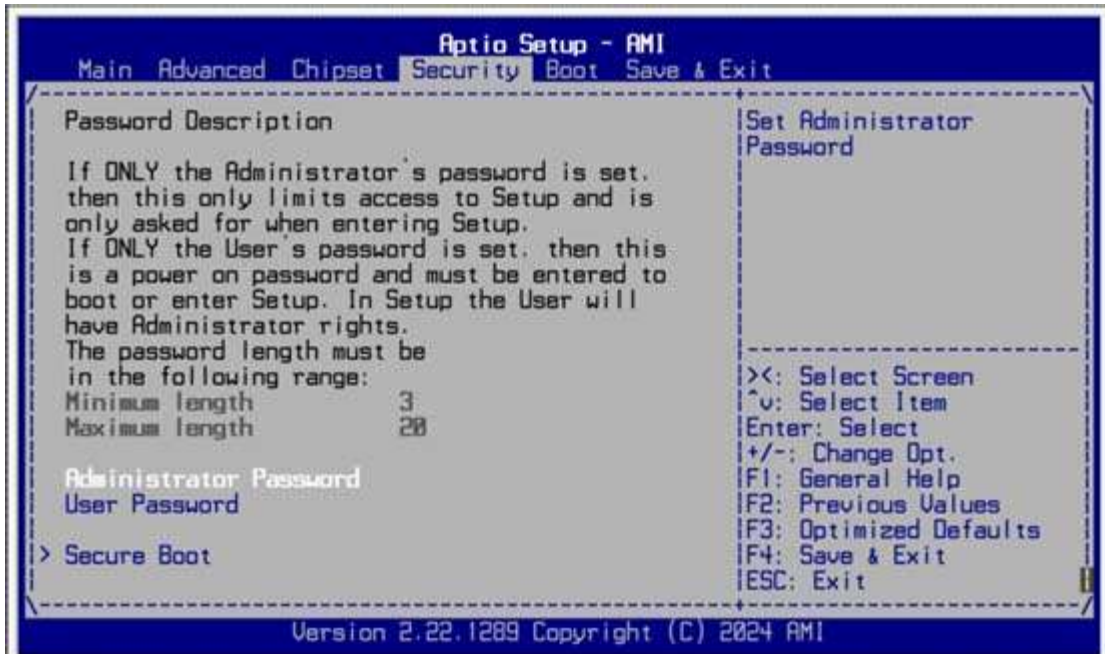 Aptio Setup - AMI
Main Advanced Chipset Security Boot Save & Exit
Password Description
If ONLY the Administrator's password is set,
then this only limits access to Setup and is
only asked for when entering Setup.
If ONLY the User's password is set, then this
is a power on password and must be entered to
boot or enter Setup. In Setup the User will
have Administrator rights.
The password length must be
in the following range:
Minimum length 3
Maximum length 20
Administrator Password
User Password
> Secure Boot
Set Administrator
Password
><: Select Screen
^v: Select Item
Enter: Select
+/-: Change Opt.
F1: General Help
F2: Previous Values
F3: Optimized Defaults
F4: Save & Exit
ESC: Exit
Version 2.22.1289 Copyright (C) 2024 AMI